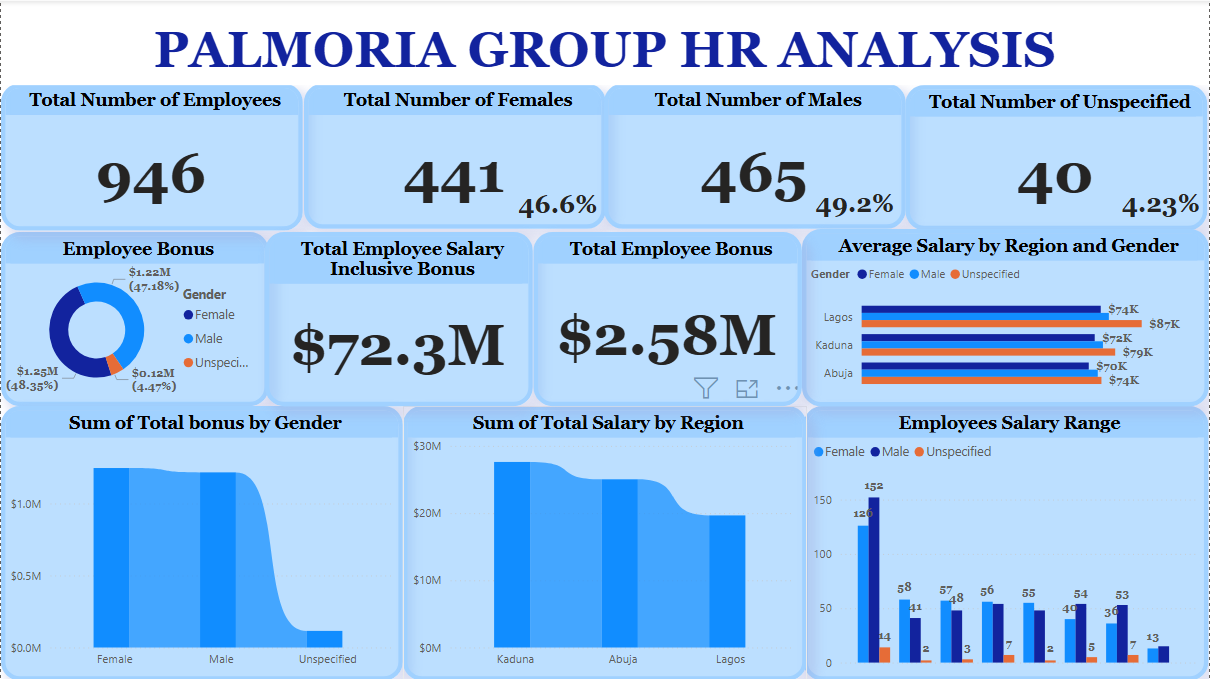 PALMORIA GROUP HR ANALYSIS
Total Number of Employees
946
Total Number of Females
441
46.6%
Total Number of Males
465
49.2%
Total Number of Unspecified
40
4.23%
Employee Bonus
$1.22M
(47.18%)
$1.25M
(48.35%)
$0.12M
(4.47%)
Gender
Female
Male
Unspeci...
Total Employee Salary
Inclusive Bonus
$72.3M
Total Employee Bonus
$2.58M
Average Salary by Region and Gender
Gender Female Male Unspecified
Lagos
$74K
$87K
Kaduna
$72K
$79K
Abuja
$70K
$74K
Sum of Total bonus by Gender
$1.0M
$0.5M
$0.0M
Female Male Unspecified
Sum of Total Salary by Region
$30M
$20M
$10M
$0M
Kaduna Abuja Lagos
Employees Salary Range
Female Male Unspecified
150
100
50
0
126 152 14
58 41 2
57 48 3
56 7
55 2
40 54 5
36 53 7
13